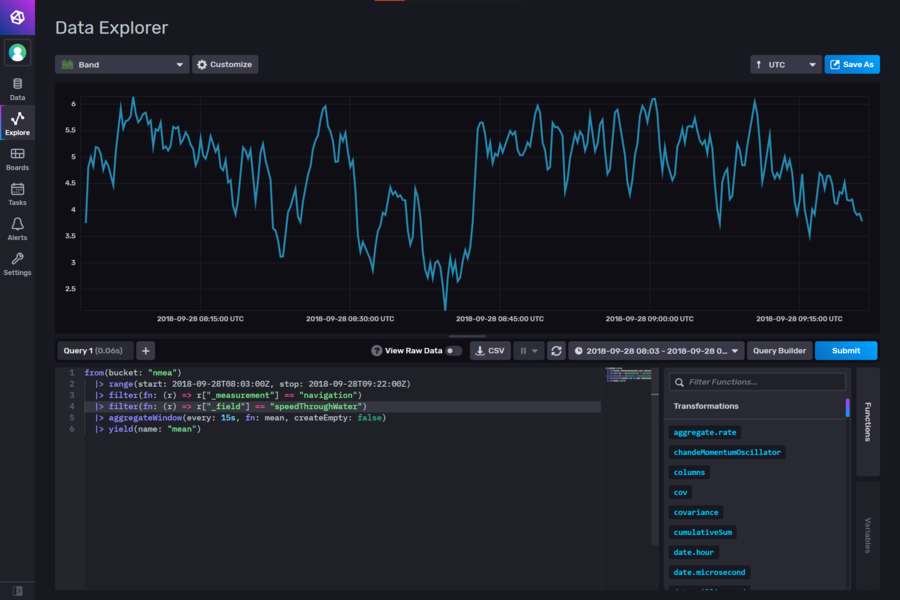 Data Explorer
Band
Customize
UTC
Save As
Data
Explore
Boards
Tasks
Alerts
Settings
6
5.5
5
4.5
4
3.5
3
2.5
2018-09-28 08:15:00 UTC
2018-09-28 08:30:00 UTC
2018-09-28 08:45:00 UTC
2018-09-28 09:00:00 UTC
2018-09-28 09:15:00 UTC
Query 1 (0.06s)
View Raw Data
CSV
2018-09-28 08:03 - 2018-09-28 0...
Query Builder
Submit
1 from(bucket: "nmea")
2 |> range(start: 2018-09-28T08:03:00Z, stop: 2018-09-28T09:22:00Z)
3 |> filter(fn: (r) => r["_measurement"] == "navigation")
4 |> filter(fn: (r) => r["_field"] == "speedThroughWater")
5 |> aggregateWindow(every: 15s, fn: mean, createEmpty: false)
6 |> yield(name: "mean")
Filter Functions...
Transformations
aggregate.rate
chandeMomentumOscillator
columns
cov
covariance
cumulativeSum
date.hour
date.microsecond
Functions
Variables